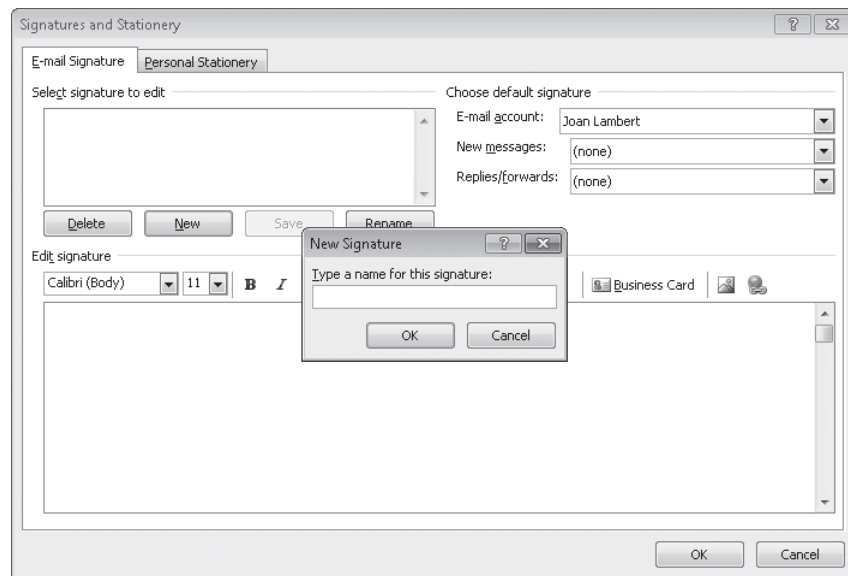 Signatures and Stationery
E-mail Signature Personal Stationery
Select signature to edit
Choose default signature
E-mail account: Joan Lambert
New messages: (none)
Replies/forwards: (none)
Delete New Save Rename
New Signature
Type a name for this signature:
OK Cancel
Edit signature
Calibri (Body) 11 B I Business Card
OK Cancel